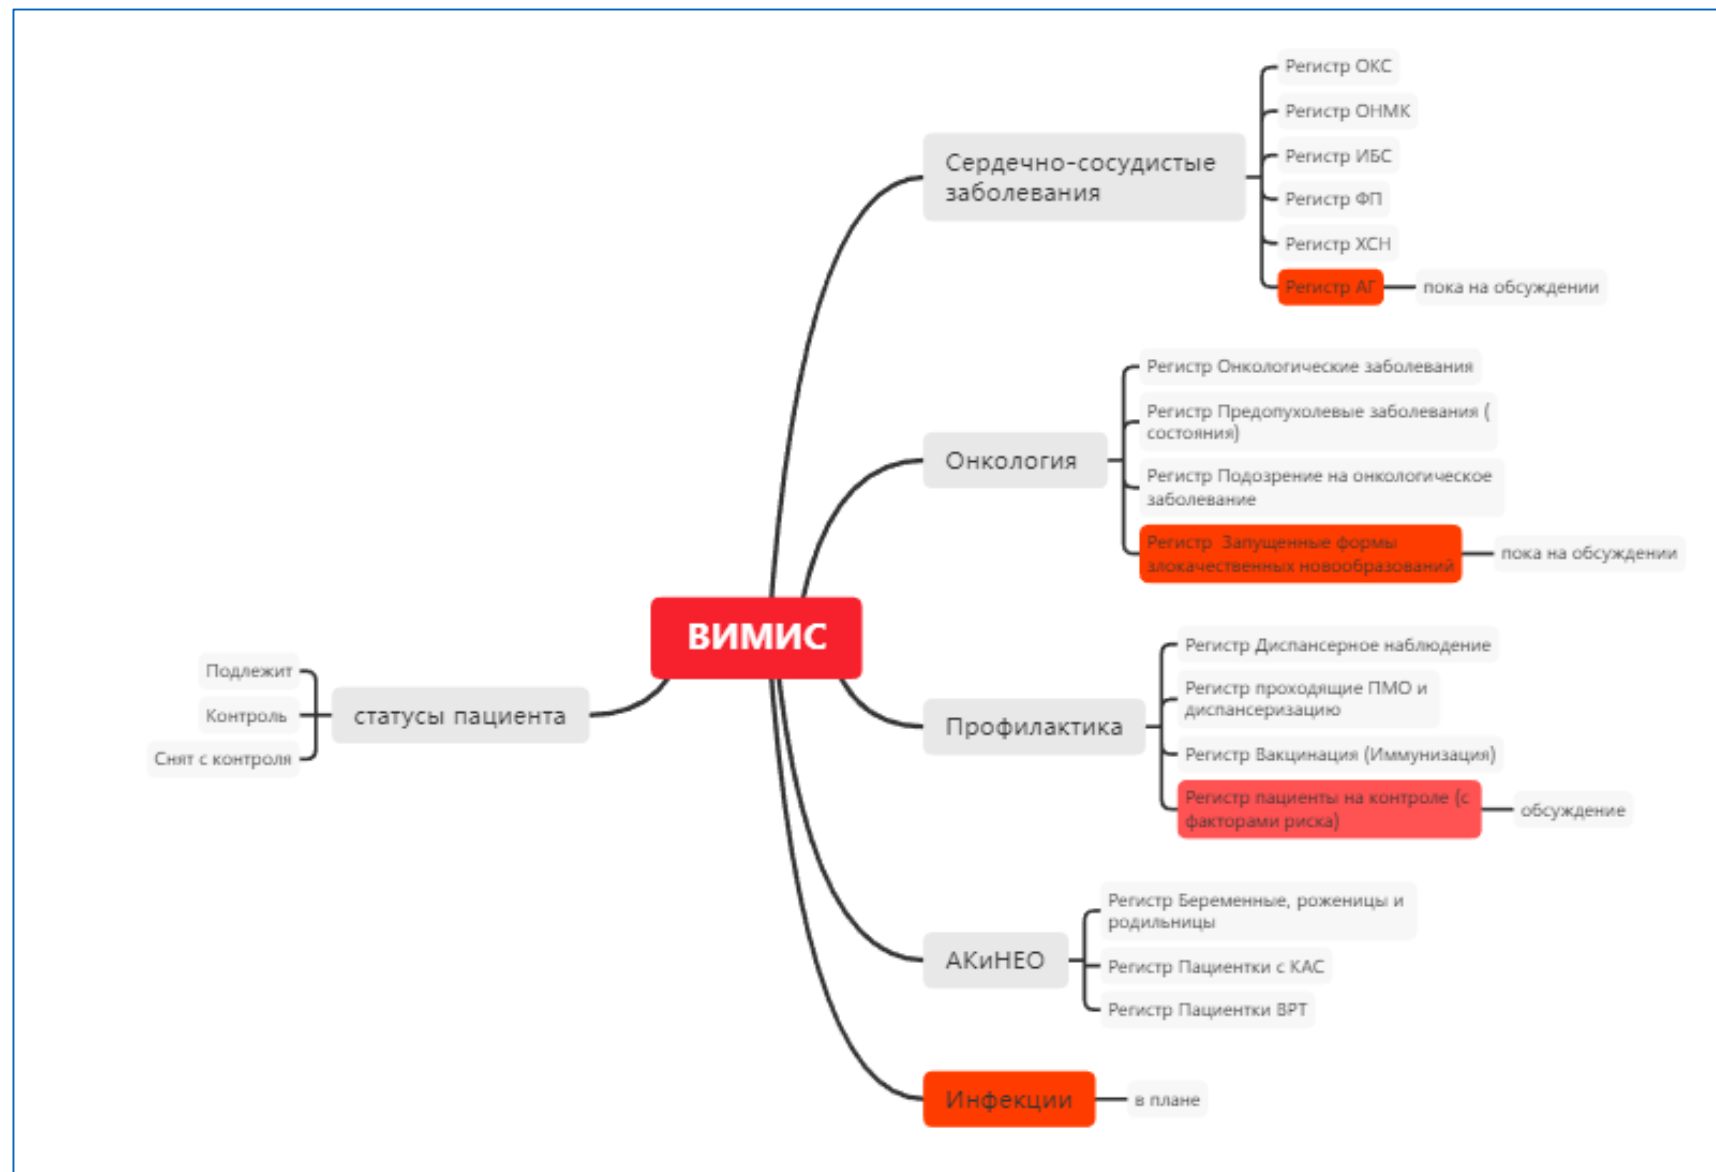 ВИМИС
Сердечно-сосудистые
заболевания
Регистр ОКС
Регистр ОНМК
Регистр ИБС
Регистр ФП
Регистр ХСН
Регистр АГ
пока на обсуждении
Онкология
Регистр Онкологические заболевания
Регистр Предопухолевые заболевания (
состояния)
Регистр Подозрение на онкологическое
заболевание
Регистр Запущенные формы
злокачественных новообразований
пока на обсуждении
Профилактика
Регистр Диспансерное наблюдение
Регистр проходящие ПМО и
диспансеризацию
Регистр Вакцинация (Иммунизация)
Регистр пациенты на контроле (с
факторами риска)
обсуждение
АКиНЕО
Регистр Беременные, роженицы и
родильницы
Регистр Пациентки с КАС
Регистр Пациентки ВРТ
Инфекции
в плане
статусы пациента
Подлежит
Контроль
Снят с контроля